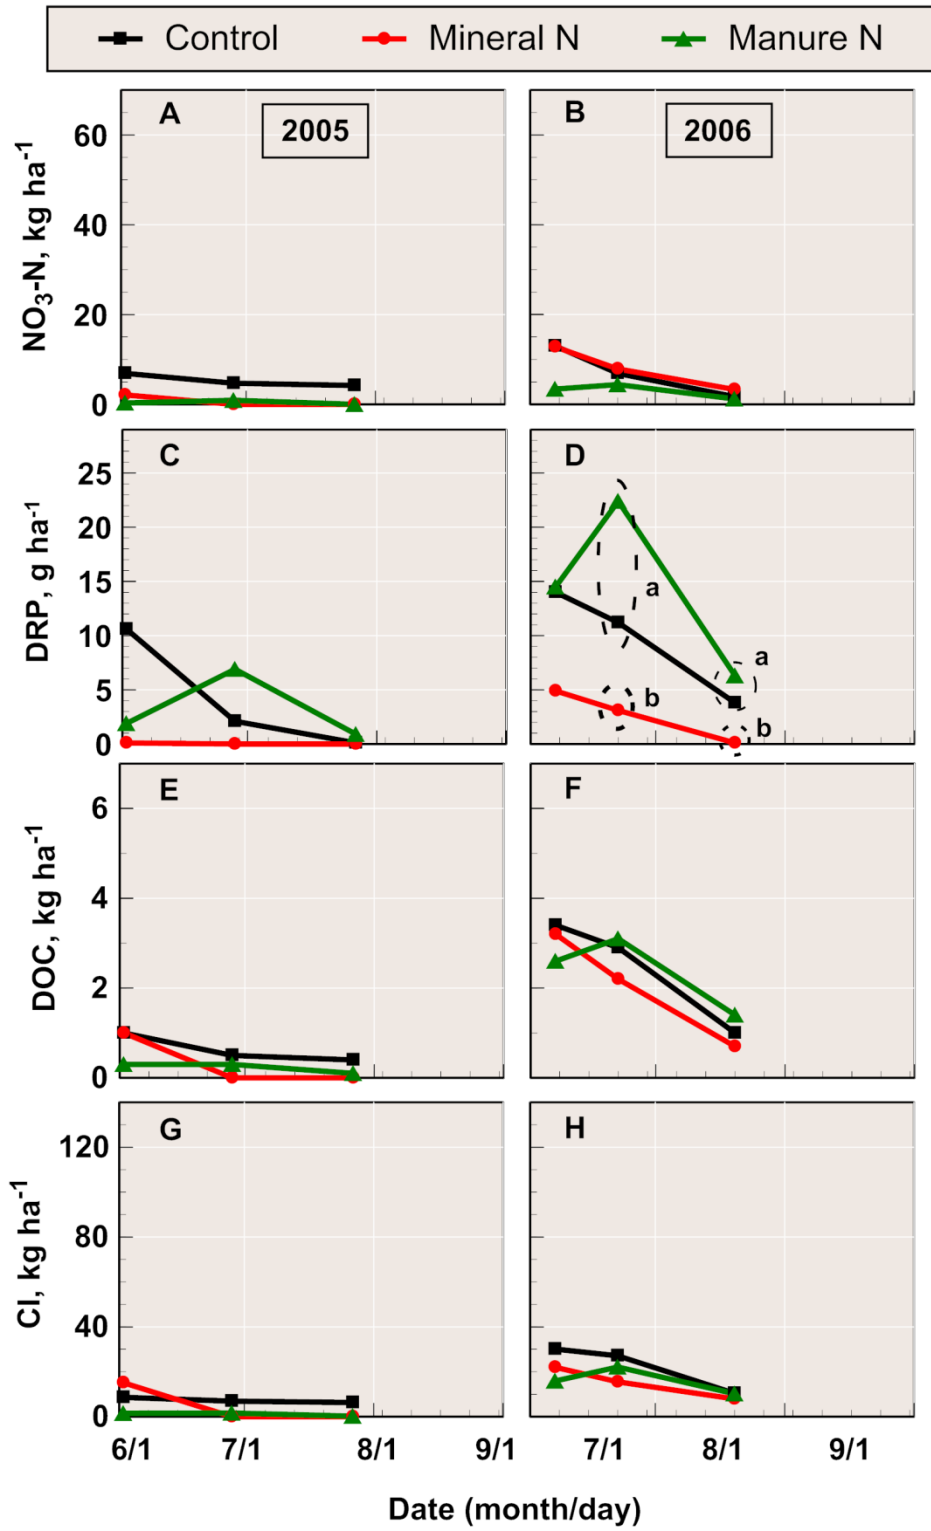 Control Mineral N Manure N
A 2005 B 2006
NO₃-N, kg ha⁻¹
60
40
20
0
C D
DRP, g ha⁻¹
25
20
15
10
5
0
a
a
b
b
E F
DOC, kg ha⁻¹
6
4
2
0
G H
Cl, kg ha⁻¹
120
80
40
0
6/1 7/1 8/1 9/1 7/1 8/1 9/1
Date (month/day)